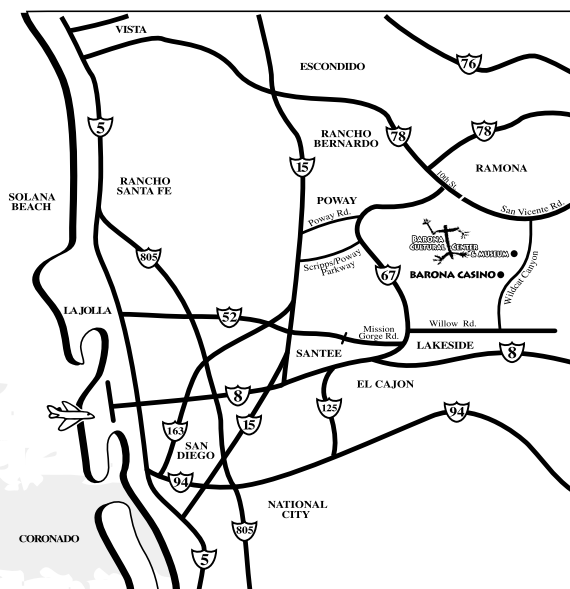 VISTA
76
ESCONDIDO
5
78
78
RANCHO
BERNARDO
15
RAMONA
10th St.
RANCHO
SANTA FE
SOLANA
BEACH
POWAY
Poway Rd.
San Vicente Rd.
BARONA
CULTURAL CENTER
& MUSEUM
805
Scripps/Poway
Parkway
67
BARONA CASINO
Wildcat Canyon
LA JOLLA
52
Mission
Gorge Rd.
Willow Rd.
SANTEE
LAKESIDE
8
EL CAJON
8
125
94
163
15
SAN
DIEGO
94
NATIONAL
CITY
805
CORONADO
5